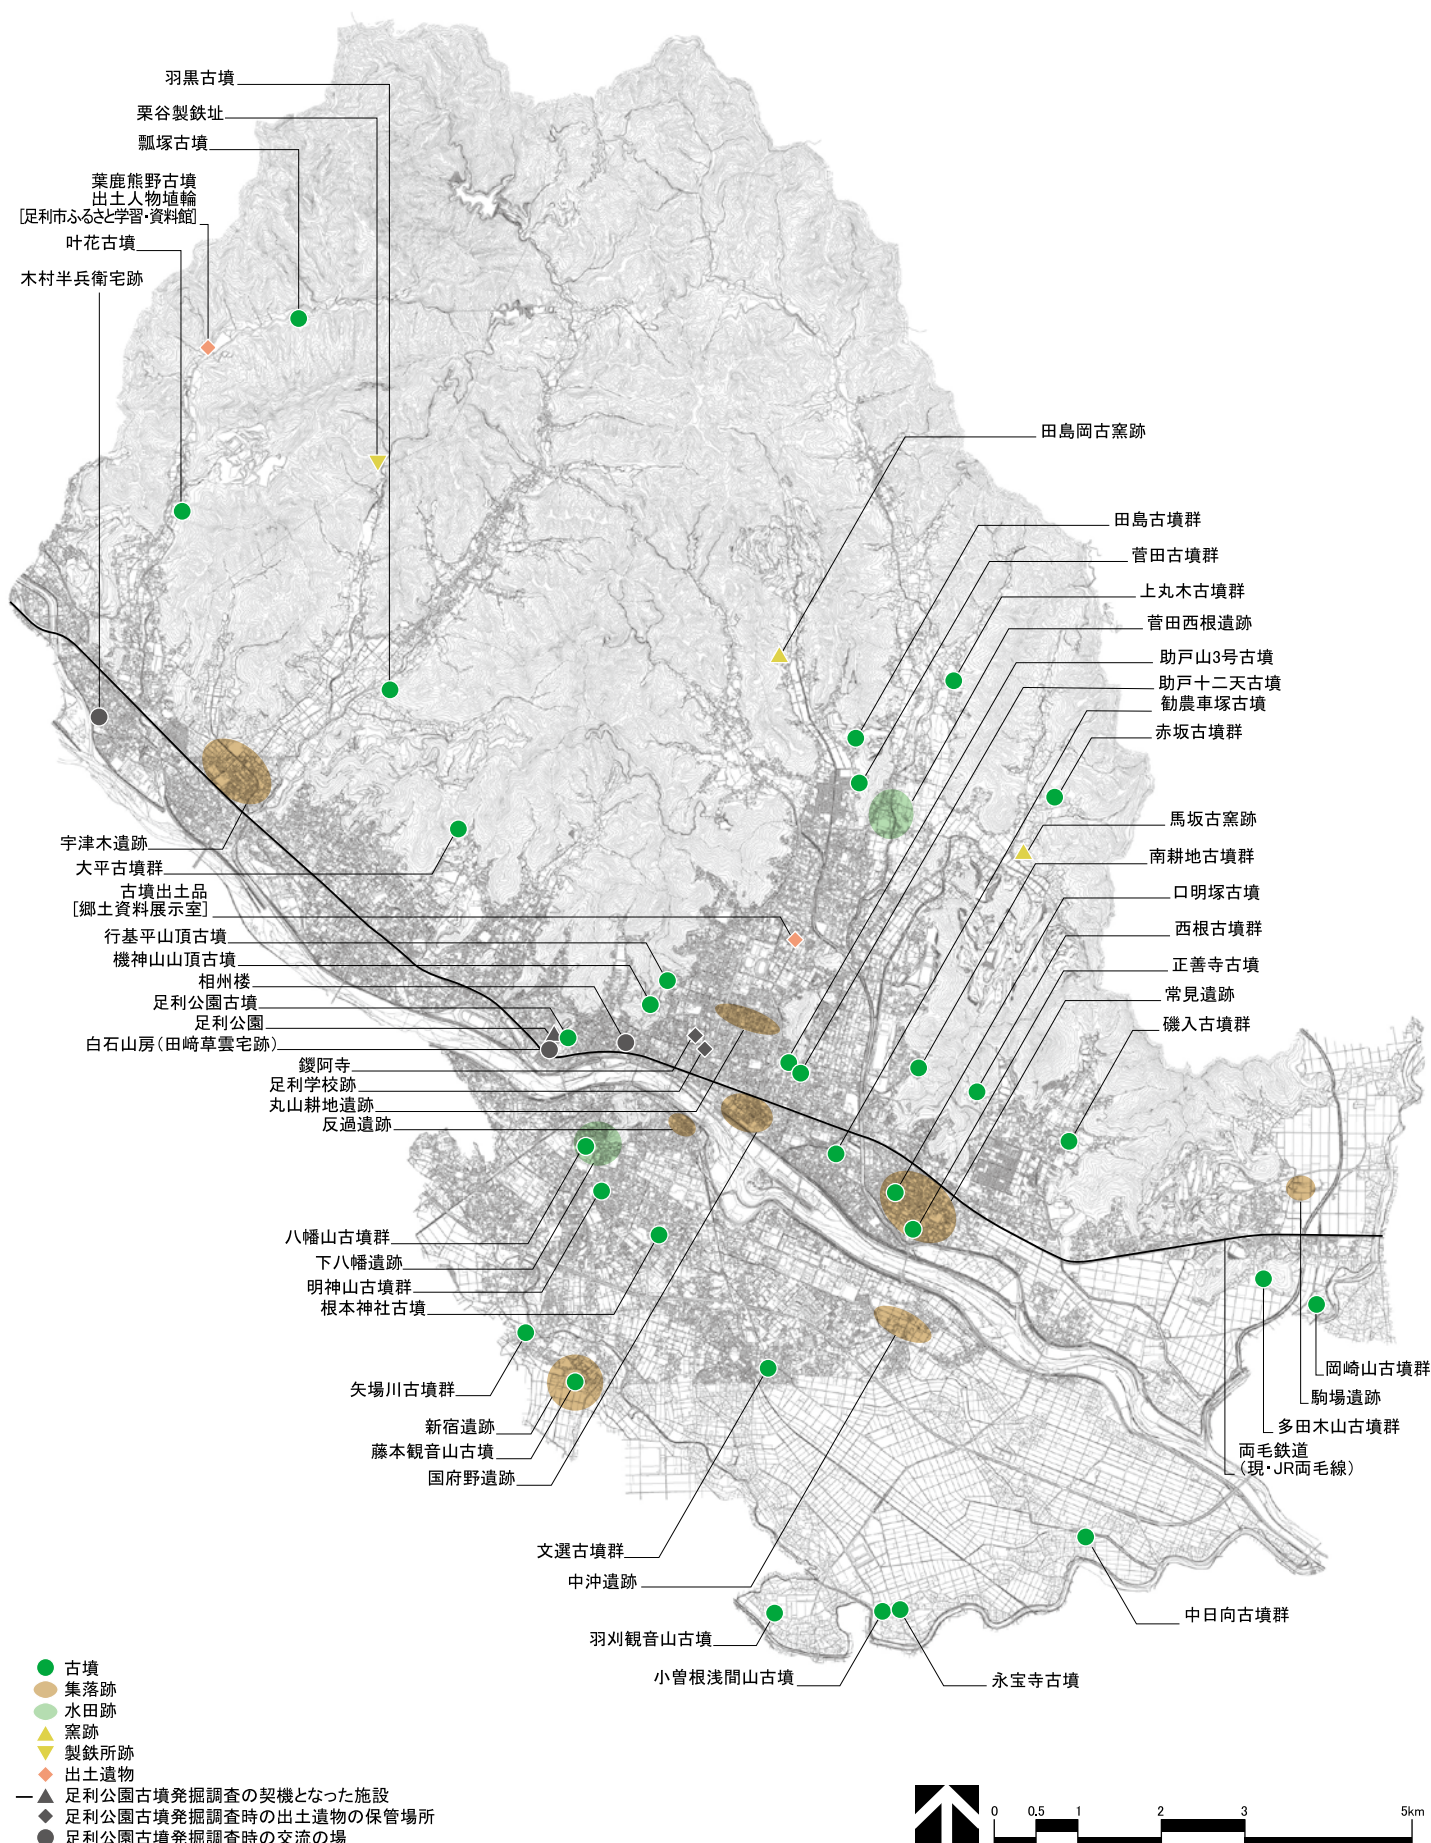 羽黒古墳
栗谷製鉄址
瓢塚古墳
葉鹿熊野古墳
出土人物埴輪
[足利市ふるさと学習・資料館]
叶花古墳
木村半兵衛宅跡
田島岡古窯跡
田島古墳群
菅田古墳群
上丸木古墳群
菅田西根遺跡
助戸山3号古墳
助戸十二天古墳
勧農車塚古墳
赤坂古墳群
馬坂古窯跡
南耕地古墳群
口明塚古墳
西根古墳群
正善寺古墳
常見遺跡
磯入古墳群
宇津木遺跡
大平古墳群
古墳出土品
[郷土資料展示室]
行基平山頂古墳
機神山山頂古墳
相州楼
足利公園古墳
足利公園
白石山房(田﨑草雲宅跡)
鑁阿寺
足利学校跡
丸山耕地遺跡
反過遺跡
八幡山古墳群
下八幡遺跡
明神山古墳群
根本神社古墳
矢場川古墳群
新宿遺跡
藤本観音山古墳
国府野遺跡
文選古墳群
中沖遺跡
羽刈観音山古墳
小曽根浅間山古墳
永宝寺古墳
中日向古墳群
岡崎山古墳群
駒場遺跡
多田木山古墳群
両毛鉄道
(現・JR両毛線)
古墳
集落跡
水田跡
窯跡
製鉄所跡
出土遺物
足利公園古墳発掘調査の契機となった施設
足利公園古墳発掘調査時の出土遺物の保管場所
足利公園古墳発掘調査時の交流の場
0 0.5 1 2 3 5km